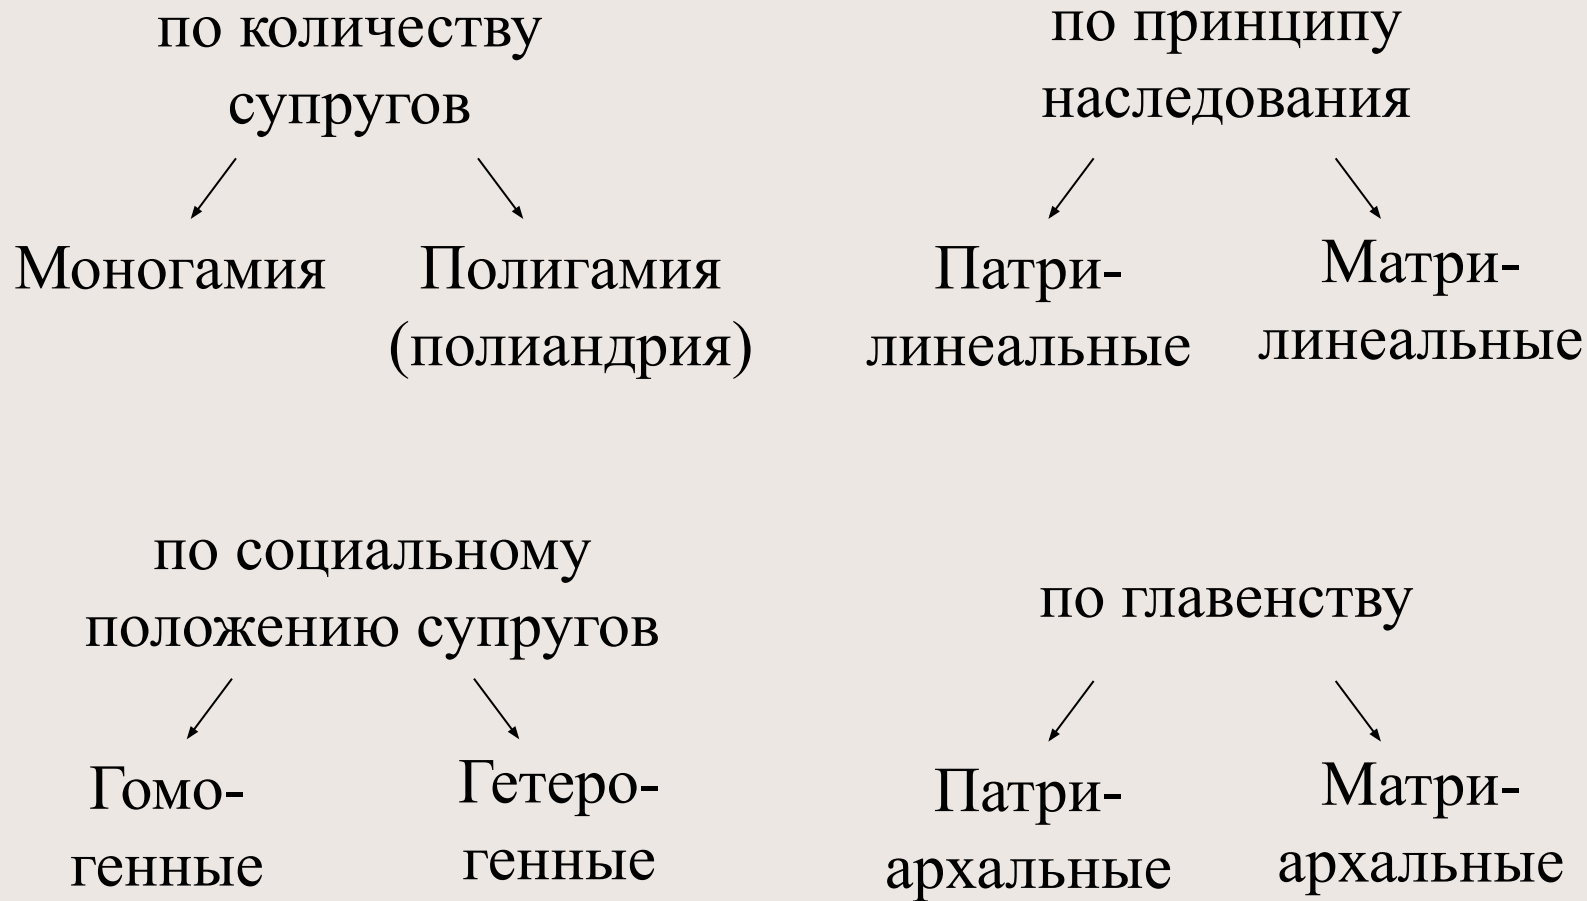 по количеству
супругов
Моногамия
Полигамия
(полиандрия)
по принципу
наследования
Патри-
линеальные
Матри-
линеальные
по социальному
положению супругов
Гомо-
генные
Гетеро-
генные
по главенству
Патри-
архальные
Матри-
архальные